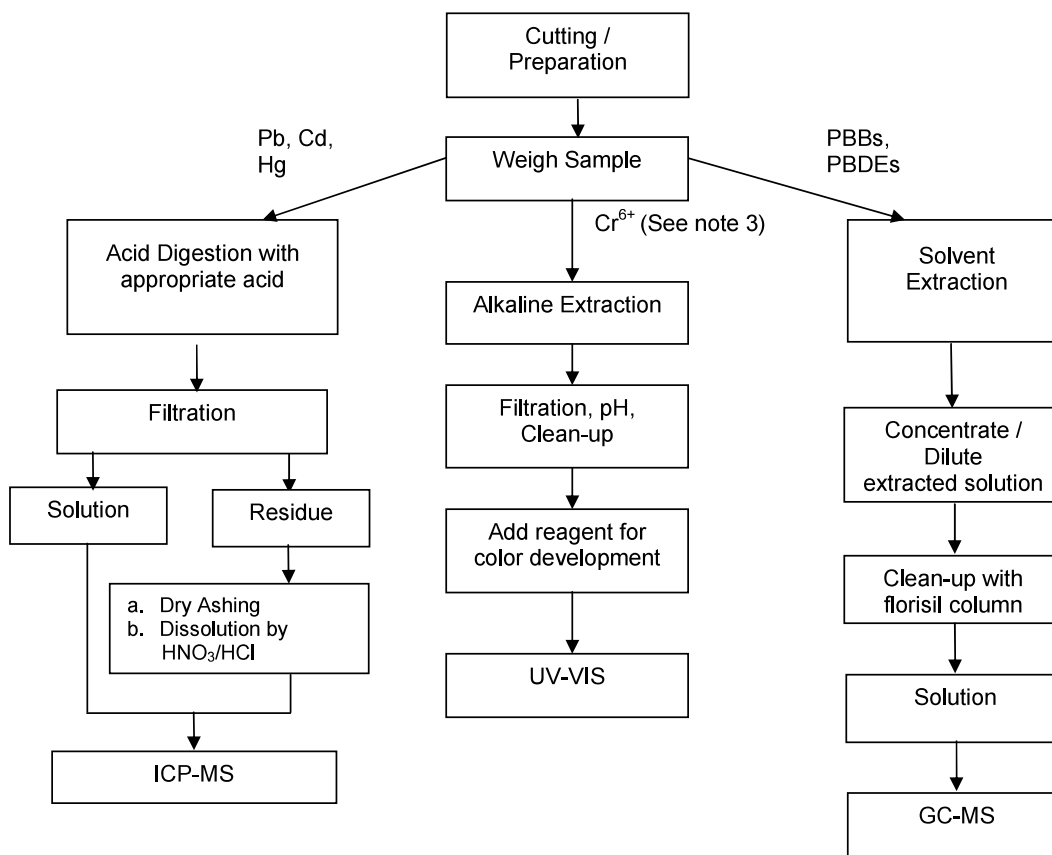 Cutting /
Preparation
Pb, Cd,
Hg
Weigh Sample
PBBs,
PBDEs
Cr⁶⁺ (See note 3)
Acid Digestion with
appropriate acid
Alkaline Extraction
Solvent
Extraction
Filtration
Filtration, pH,
Clean-up
Concentrate /
Dilute
extracted solution
Solution
Residue
Add reagent for
color development
a. Dry Ashing
b. Dissolution by
HNO₃/HCl
Clean-up with
florisil column
UV-VIS
Solution
ICP-MS
GC-MS